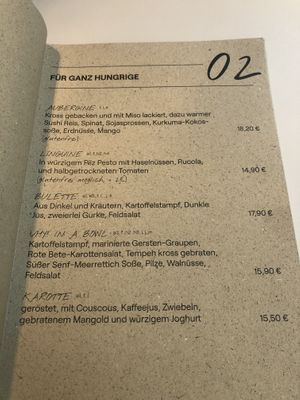 02
FÜR GANZ HUNGRIGE
AUBERGINE
Kross gebacken und mit Miso lackiert, dazu warmer
Sushi Reis, Spinat, Sojasprossen, Kurkuma-Kokos-
soße, Erdnüsse, Mango 18,20 €
(glutenfrei)
LINGUINE
In würzigem Pilz Pesto mit Haselnüssen, Rucola,
und halbgetrockneten Tomaten 14,90 €
(glutenfrei möglich + 2€)
BULETTE
Aus Dinkel und Kräutern, Kartoffelstampf, Dunkle
Jus, zweierlei Gurke, Feldsalat 17,90 €
IN A BOWL
Kartoffelstampf, marinierte Gersten-Graupen,
Rote Bete-Karottensalat, Tempeh kross gebraten,
Süßer Senf-Meerrettich Soße, Pilze, Walnüsse,
Feldsalat 15,90 €
KAROTTE
geröstet, mit Couscous, Kaffeejus, Zwiebeln,
gebratenem Mangold und würzigem Joghurt 15,50 €